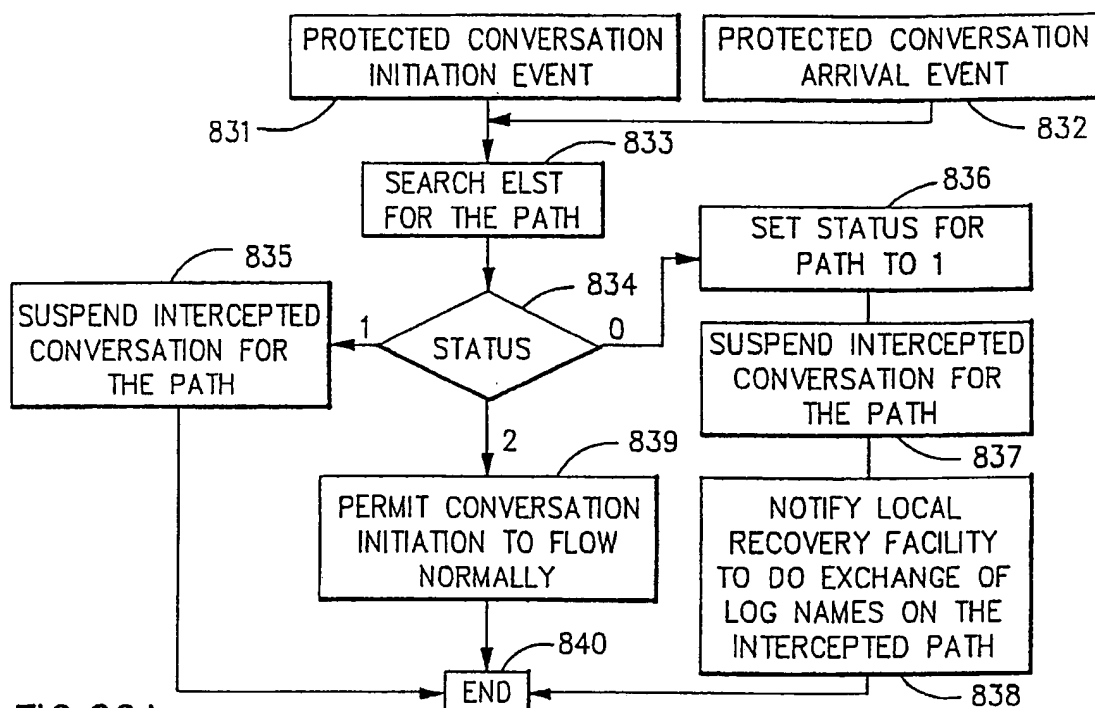 PROTECTED CONVERSATION
INITIATION EVENT
831
PROTECTED CONVERSATION
ARRIVAL EVENT
832
833
SEARCH ELST
FOR THE PATH
834
STATUS
1
0
2
835
SUSPEND INTERCEPTED
CONVERSATION FOR
THE PATH
836
SET STATUS FOR
PATH TO 1
SUSPEND INTERCEPTED
CONVERSATION FOR
THE PATH
837
839
PERMIT CONVERSATION
INITIATION TO FLOW
NORMALLY
NOTIFY LOCAL
RECOVERY FACILITY
TO DO EXCHANGE OF
LOG NAMES ON THE
INTERCEPTED PATH
838
840
END